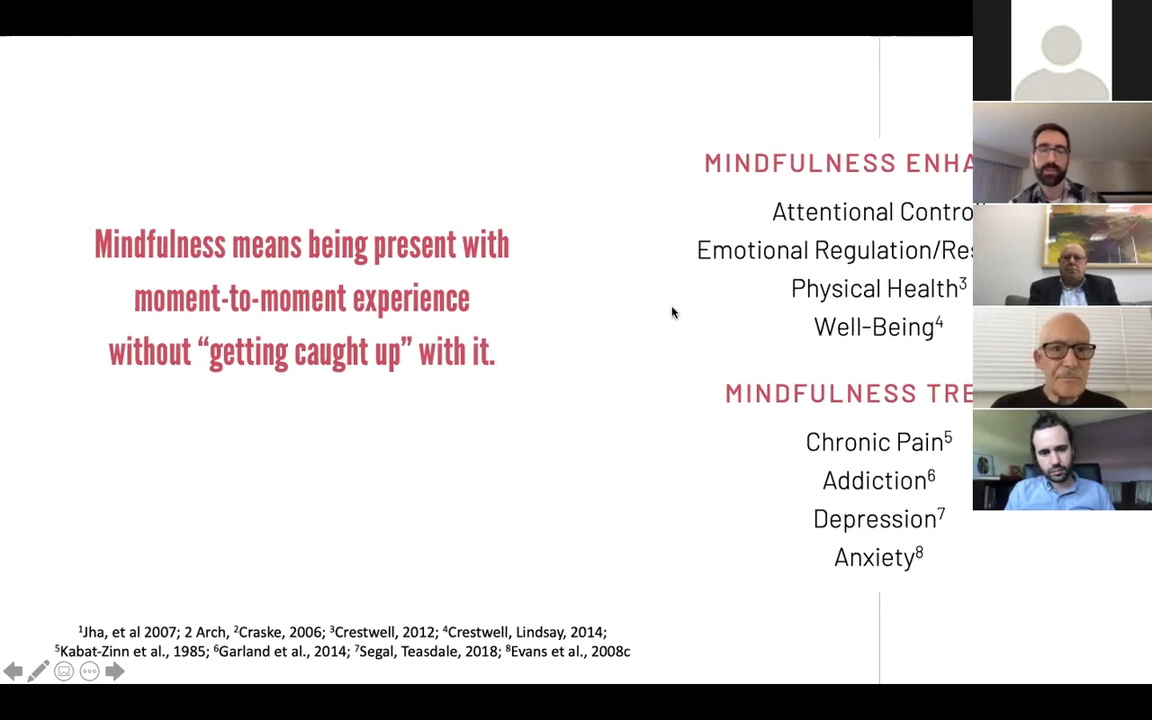 Mindfulness means being present with
moment-to-moment experience
without “getting caught up” with it.
MINDFULNESS ENHA
Attentional Contro
Emotional Regulation/Res
Physical Health³
Well-Being⁴
MINDFULNESS TRE
Chronic Pain⁵
Addiction⁶
Depression⁷
Anxiety⁸
¹Jha, et al 2007; 2 Arch, ²Craske, 2006; ³Crestwell, 2012; ⁴Crestwell, Lindsay, 2014;
⁵Kabat-Zinn et al., 1985; ⁶Garland et al., 2014; ⁷Segal, Teasdale, 2018; ⁸Evans et al., 2008c